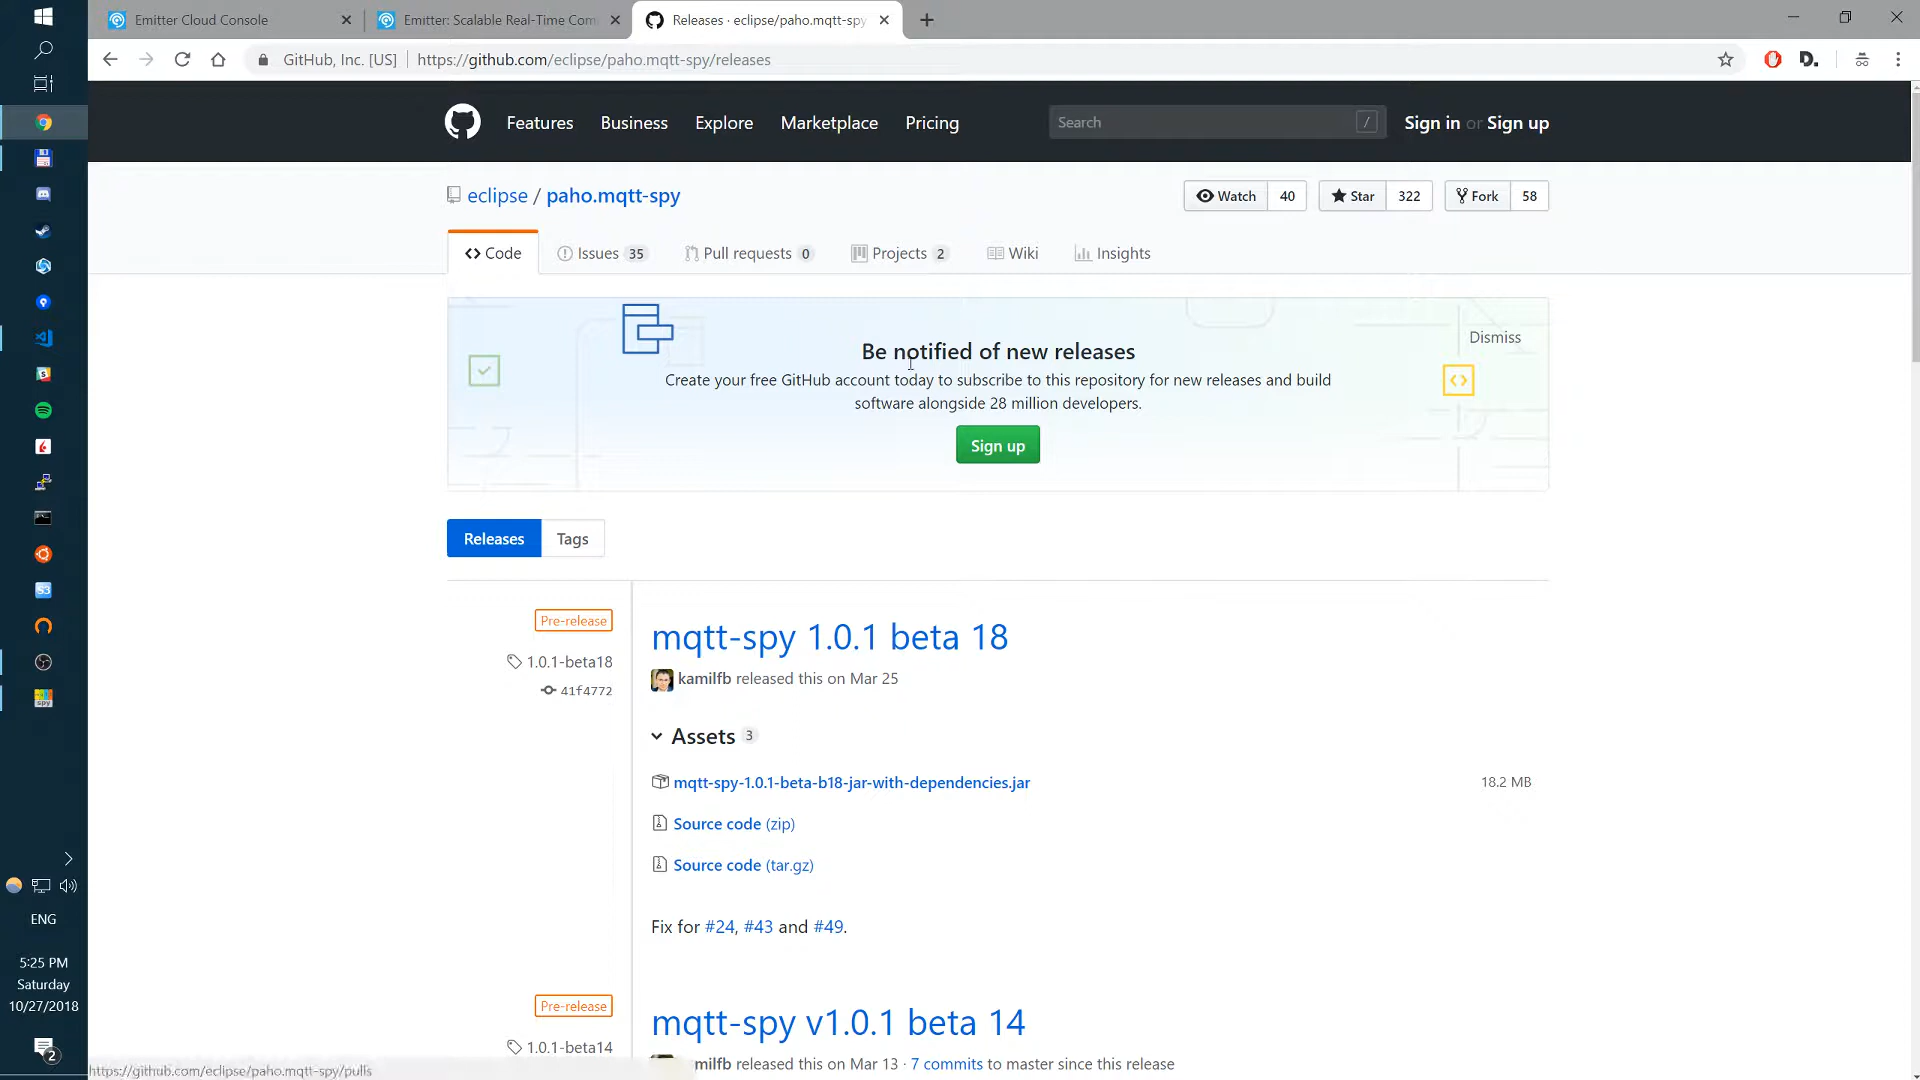 Emitter Cloud Console
Emitter: Scalable Real-Time Com
Releases · eclipse/paho.mqtt-spy
GitHub, Inc. [US]
https://github.com/eclipse/paho.mqtt-spy/releases
D.
Features Business Explore Marketplace Pricing
Search /
Sign in or Sign up
eclipse / paho.mqtt-spy
Watch 40 Star 322 Fork 58
Code Issues 35 Pull requests 0 Projects 2 Wiki Insights
Dismiss
Be notified of new releases
Create your free GitHub account today to subscribe to this repository for new releases and build
software alongside 28 million developers.
Sign up
Releases Tags
Pre-release
1.0.1-beta18
41f4772
mqtt-spy 1.0.1 beta 18
kamilfb released this on Mar 25
Assets 3
mqtt-spy-1.0.1-beta-b18-jar-with-dependencies.jar 18.2 MB
Source code (zip)
Source code (tar.gz)
Fix for #24, #43 and #49.
Pre-release
1.0.1-beta14
mqtt-spy v1.0.1 beta 14
milfb released this on Mar 13 · 7 commits to master since this release
https://github.com/eclipse/paho.mqtt-spy/pulls
S3
spy
ENG
5:25 PM
Saturday
10/27/2018
2